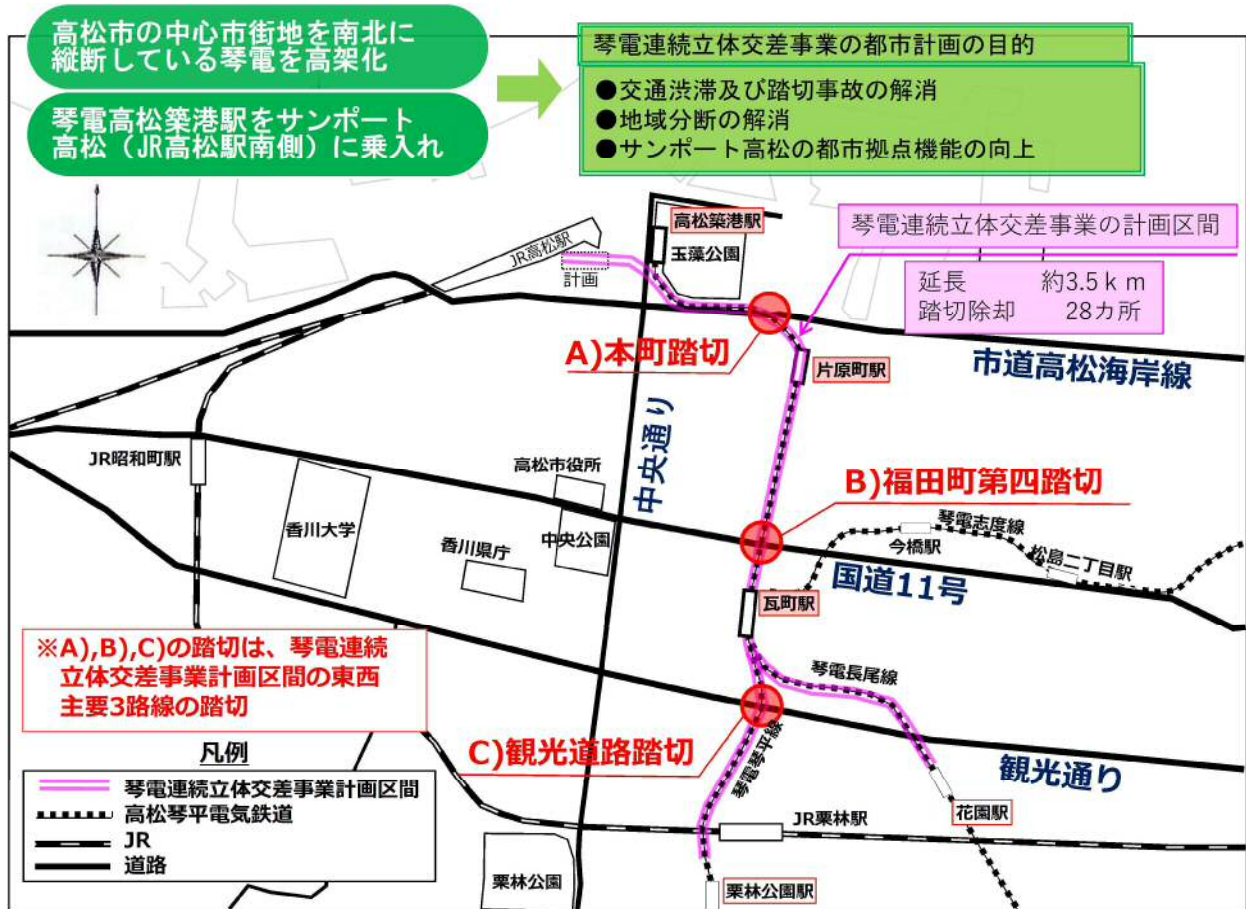 高松市の中心市街地を南北に
縦断している琴電を高架化
琴電高松築港駅をサンポート
高松（JR高松駅南側）に乗入れ
琴電連続立体交差事業の都市計画の目的
●交通渋滞及び踏切事故の解消
●地域分断の解消
●サンポート高松の都市拠点機能の向上
高松築港駅
玉藻公園
JR高松駅
計画
琴電連続立体交差事業の計画区間
延長 約3.5ｋｍ
踏切除却 28カ所
A)本町踏切
市道高松海岸線
片原町駅
中央通り
JR昭和町駅
高松市役所
B)福田町第四踏切
香川大学
香川県庁
中央公園
琴電志度線
今橋駅
松島二丁目駅
国道11号
瓦町駅
※A),B),C)の踏切は、琴電連続
立体交差事業計画区間の東西
主要3路線の踏切
琴電長尾線
C)観光道路踏切
琴電琴平線
観光通り
花園駅
JR栗林駅
栗林公園
栗林公園駅
凡例
琴電連続立体交差事業計画区間
高松琴平電気鉄道
JR
道路